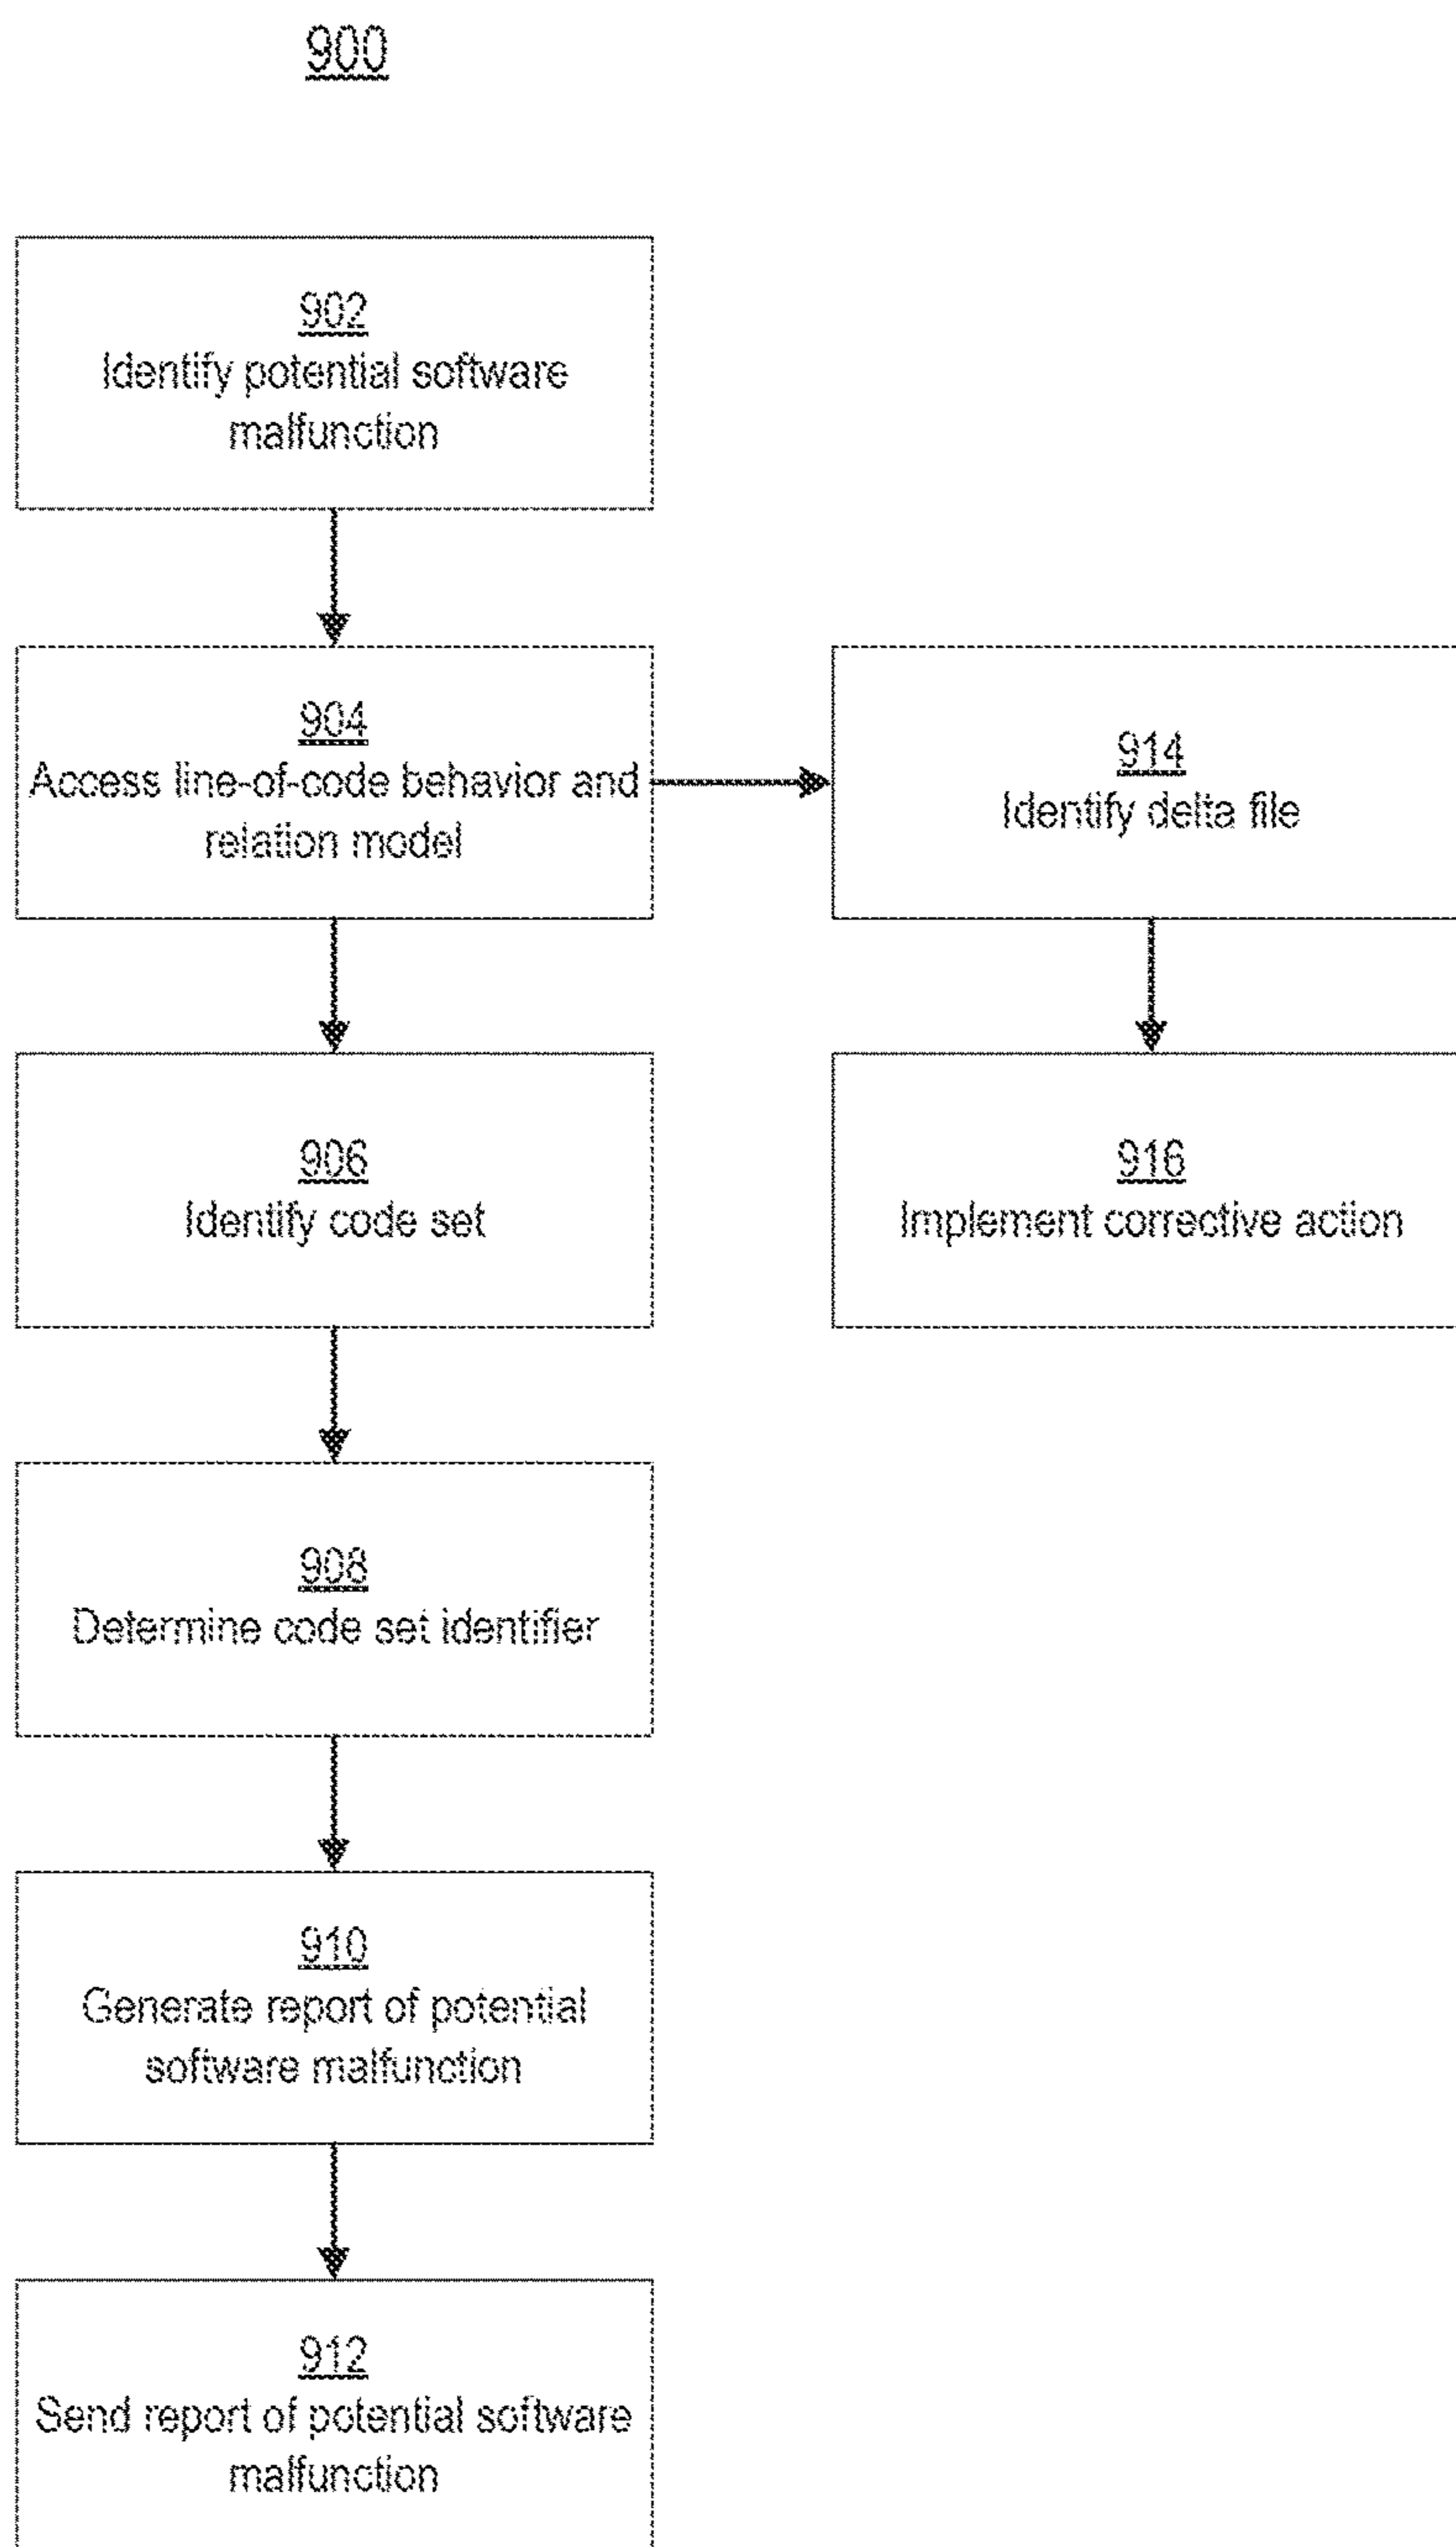 900
902
Identify potential software
malfunction
904
Access line-of-code behavior and
relation model
914
Identify delta file
906
Identify code set
916
Implement corrective action
908
Determine code set identifier
910
Generate report of potential
software malfunction
912
Send report of potential software
malfunction